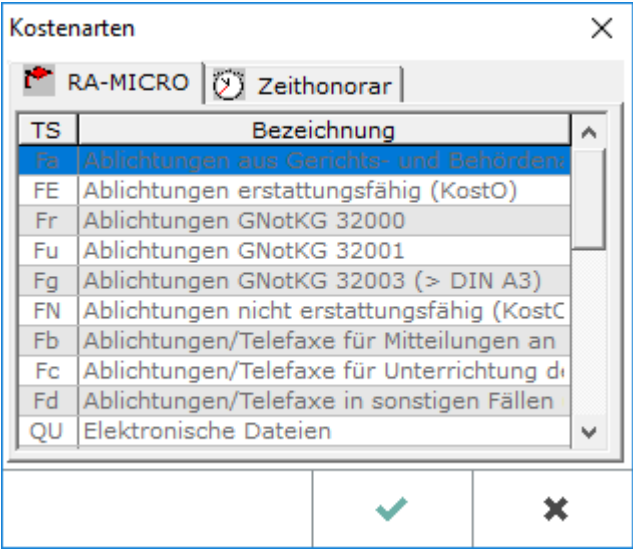 Kostenarten
RA-MICRO Zeithonorar
TS Bezeichnung
Fa Ablichtungen aus Gerichts- und
FE Ablichtungen erstattungsfähig (KostO)
Fr Ablichtungen GNotKG 32000
Fu Ablichtungen GNotKG 32001
Fg Ablichtungen GNotKG 32003 (> DIN A3)
FN Ablichtungen nicht erstattungsfähig
Fb Ablichtungen/Telefaxe für Mitteilungen an
Fc Ablichtungen/Telefaxe für Unterrichtung
Fd Ablichtungen/Telefaxe in sonstigen Fällen
QU Elektronische Dateien